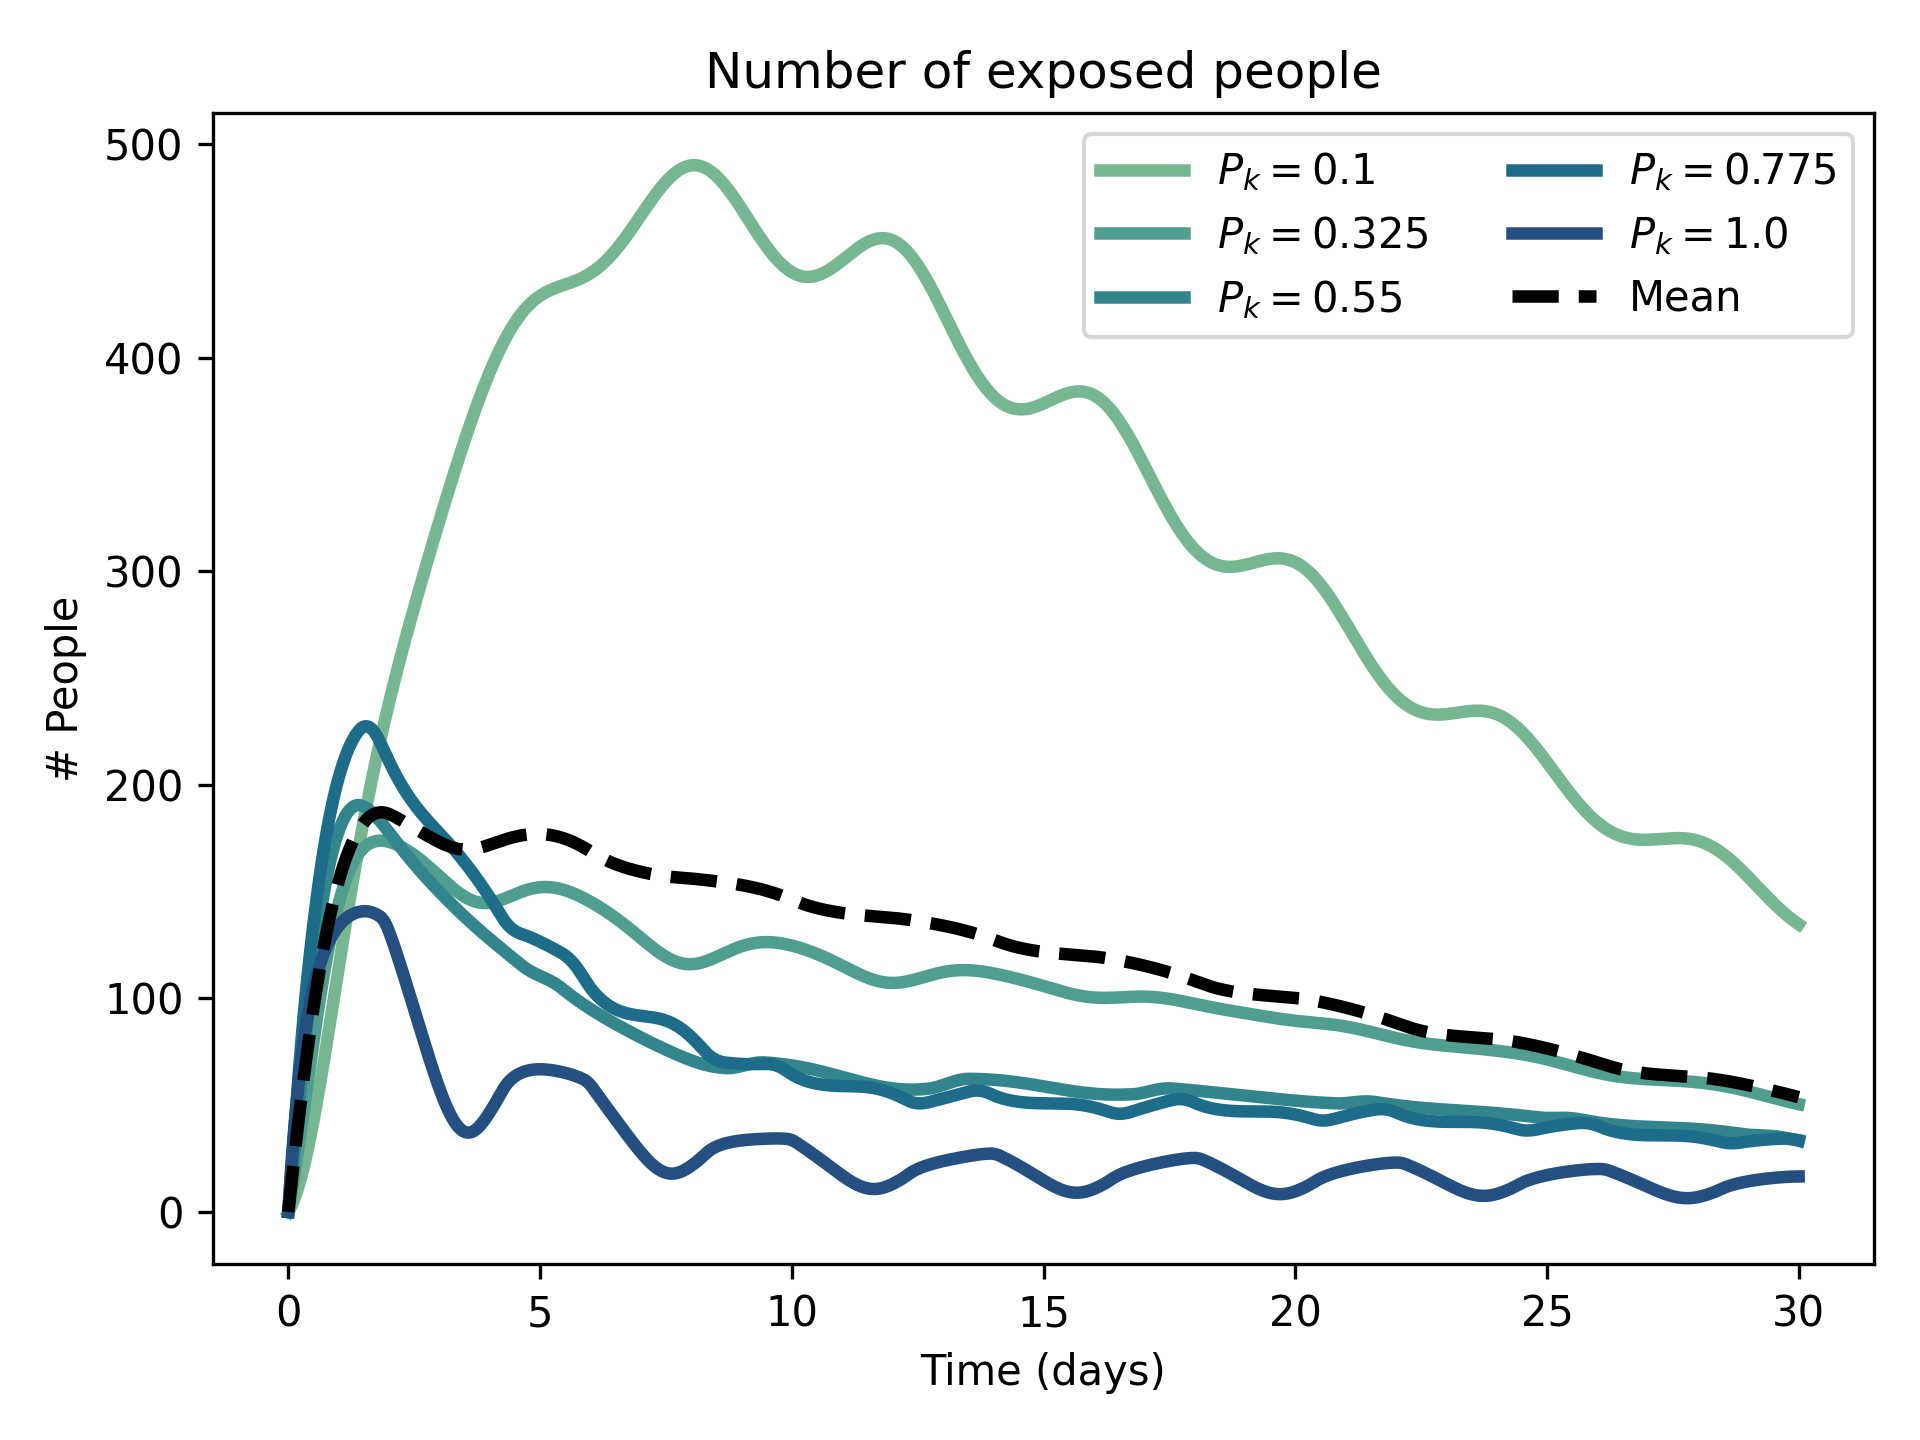 Number of exposed people
500
400
300
200
100
0
# People
P_k = 0.1
P_k = 0.325
P_k = 0.55
P_k = 0.775
P_k = 1.0
Mean
0 5 10 15 20 25 30
Time (days)